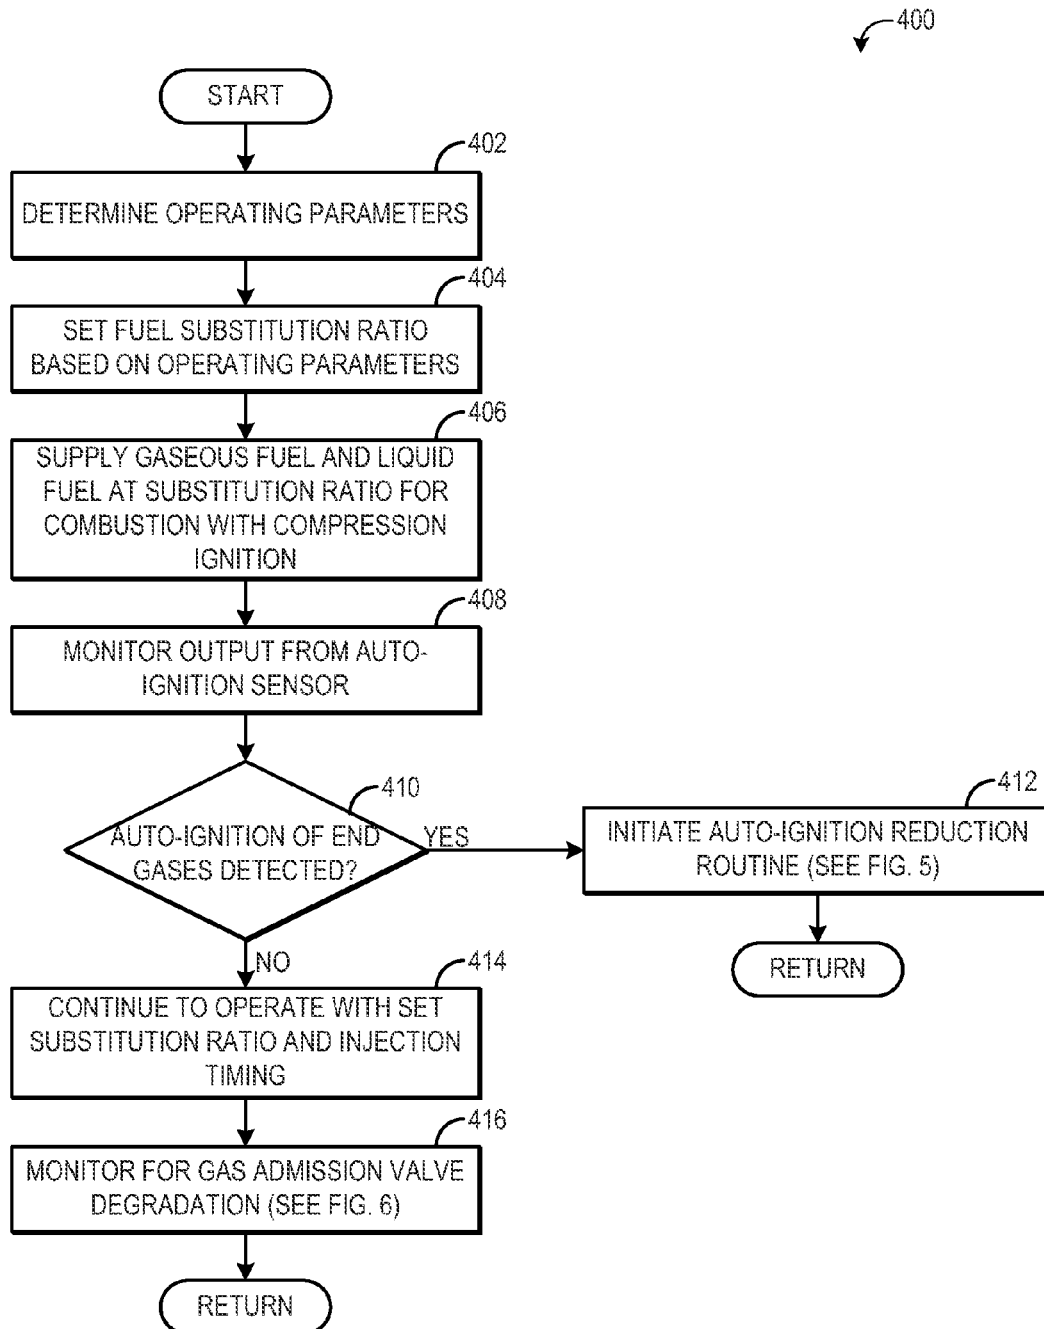 400
START
402
DETERMINE OPERATING PARAMETERS
404
SET FUEL SUBSTITUTION RATIO
BASED ON OPERATING PARAMETERS
406
SUPPLY GASEOUS FUEL AND LIQUID
FUEL AT SUBSTITUTION RATIO FOR
COMBUSTION WITH COMPRESSION
IGNITION
408
MONITOR OUTPUT FROM AUTO-
IGNITION SENSOR
410
AUTO-IGNITION OF END
GASES DETECTED?
YES
412
INITIATE AUTO-IGNITION REDUCTION
ROUTINE (SEE FIG. 5)
RETURN
NO
414
CONTINUE TO OPERATE WITH SET
SUBSTITUTION RATIO AND INJECTION
TIMING
416
MONITOR FOR GAS ADMISSION VALVE
DEGRADATION (SEE FIG. 6)
RETURN